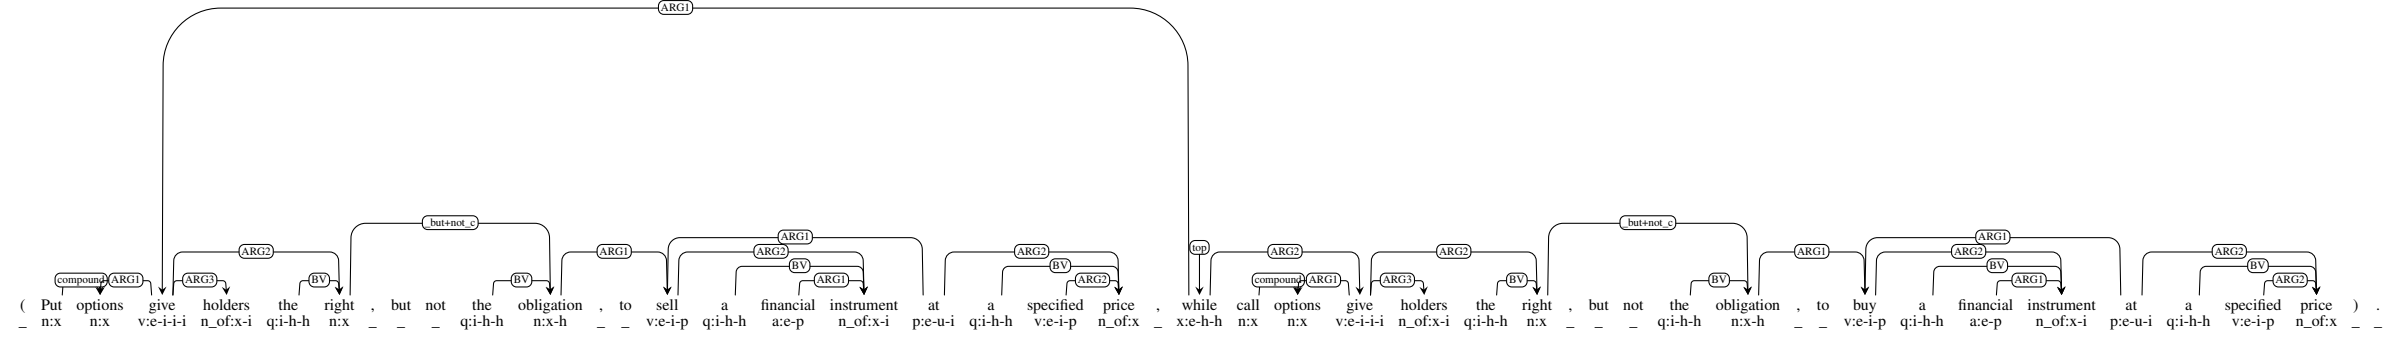 ARG1
_but+not_c _but+not_c
ARG1 ARG1
top
ARG2 ARG1 ARG2 ARG2 ARG2 ARG2 ARG1 ARG2 ARG2
BV BV BV BV
compound ARG1 ARG3 BV BV ARG1 ARG2 compound ARG1 ARG3 BV BV ARG1 ARG2
( Put options give holders the right , but not the obligation , to sell a financial instrument at a specified price , while call options give holders the right , but not the obligation , to buy a financial instrument at a specified price ) .
_ n:x n:x v:e-i-i-i n_of:x-i q:i-h-h n:x _ _ _ q:i-h-h n:x-h _ _ v:e-i-p q:i-h-h a:e-p n_of:x-i p:e-u-i q:i-h-h v:e-i-p n_of:x _ x:e-h-h n:x n:x v:e-i-i-i n_of:x-i q:i-h-h n:x _ _ _ q:i-h-h n:x-h _ _ v:e-i-p q:i-h-h a:e-p n_of:x-i p:e-u-i q:i-h-h v:e-i-p n_of:x _ _